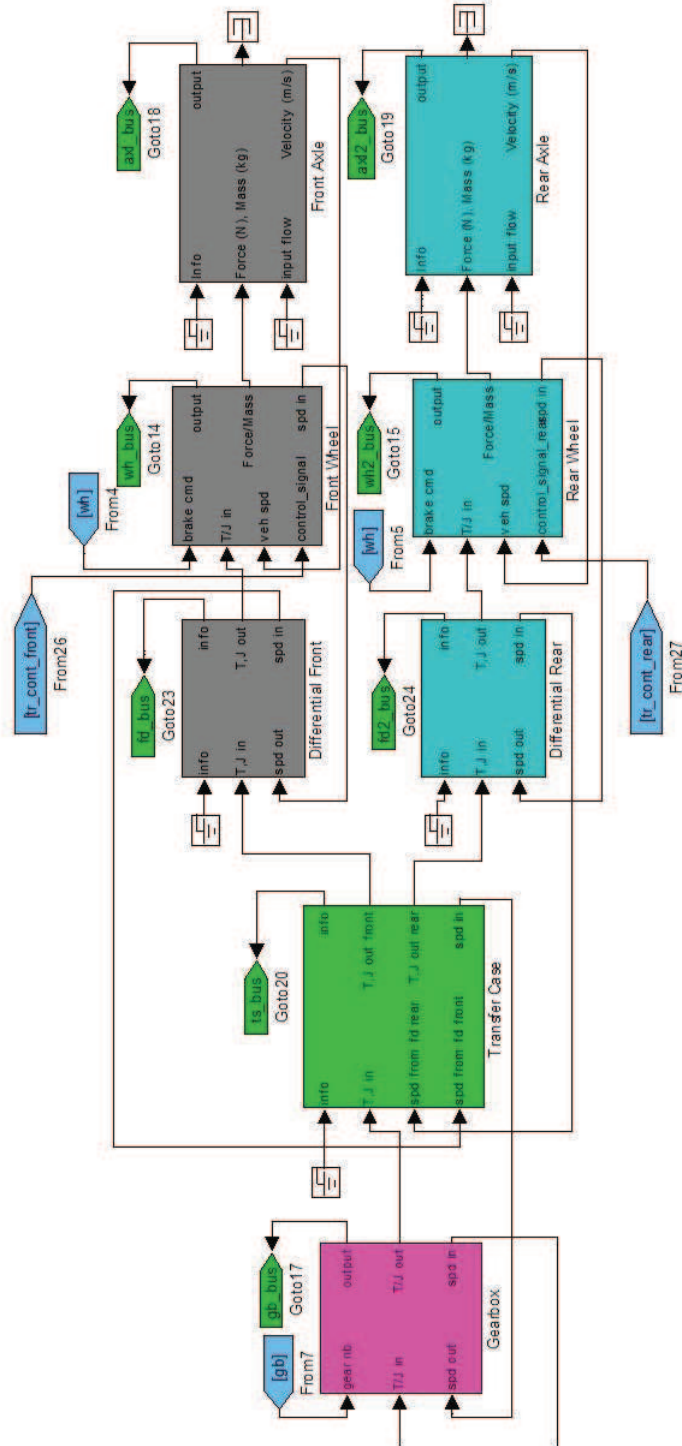 [gb]
From7
gb_bus
Goto17
gear nb
output
T/J in
T/J out
spd out
spd in
Gearbox
ts_bus
Goto20
info
info
T,J in
T,J out front
spd from fd rear
T,J out rear
spd from fd front
spd in
Transfer Case
[tr_cont_front]
From26
fd_bus
Goto23
info
info
T,J in
T,J out
spd out
spd in
Differential Front
fd2_bus
Goto24
info
info
T,J in
T,J out
spd out
spd in
Differential Rear
[tr_cont_rear]
From27
[wh]
From4
wh_bus
Goto14
brake cmd
output
T/J in
Force/Mass
veh spd
control_signal
spd in
Front Wheel
[wh]
From5
wh2_bus
Goto15
brake cmd
output
T/J in
Force/Mass
veh spd
control_signal_rear
spd in
Rear Wheel
axl_bus
Goto18
Info
output
Force (N), Mass (kg)
input flow
Velocity (m/s)
Front Axle
axl2_bus
Goto19
Info
output
Force (N), Mass (kg)
input flow
Velocity (m/s)
Rear Axle